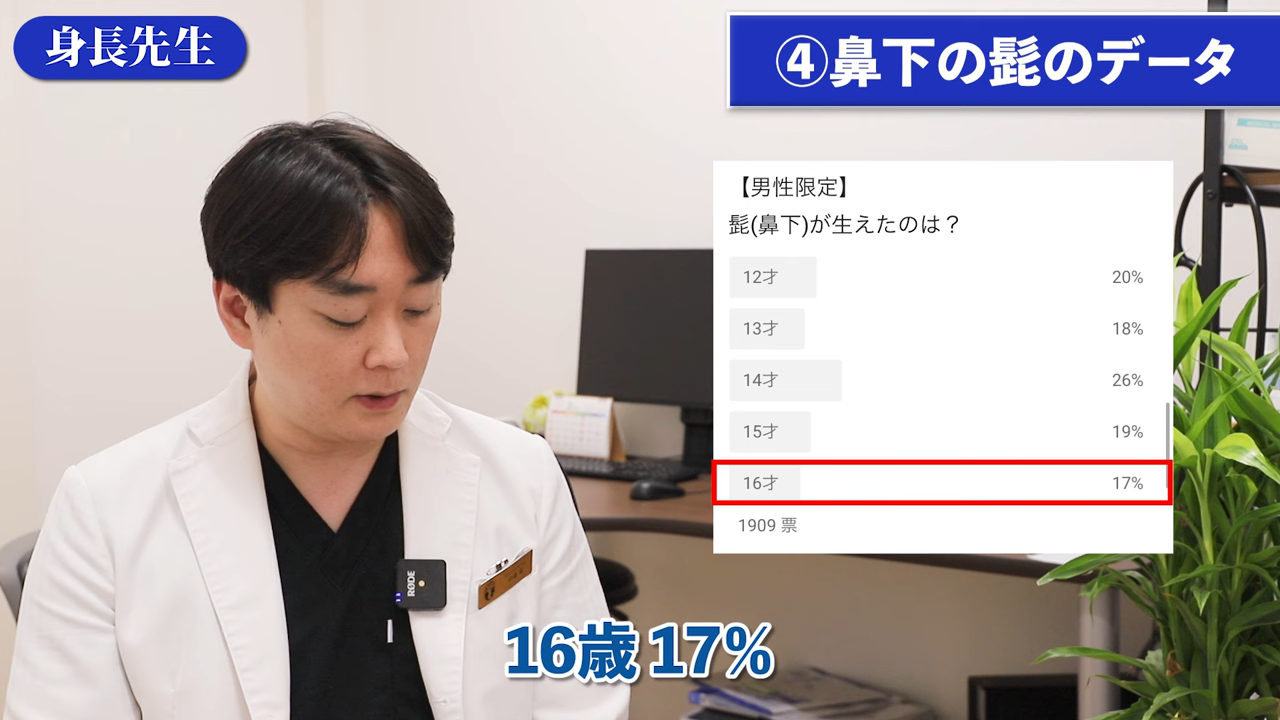 身長先生
④鼻下の髭のデータ
【男性限定】
髭(鼻下)が生えたのは？
12才 20%
13才 18%
14才 26%
15才 19%
16才 17%
1909 票
RØDE
16歳 17%